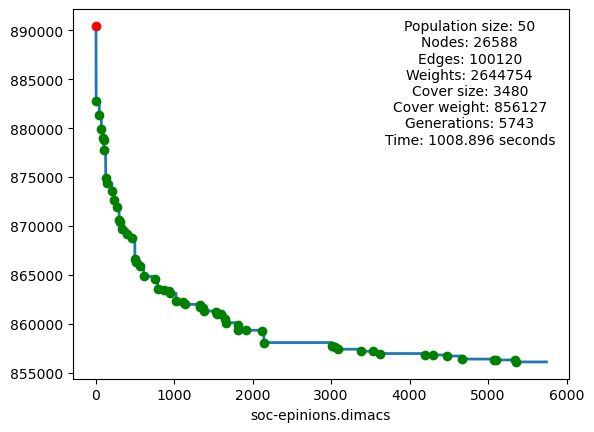 890000
885000
880000
875000
870000
865000
860000
855000
Population size: 50
Nodes: 26588
Edges: 100120
Weights: 2644754
Cover size: 3480
Cover weight: 856127
Generations: 5743
Time: 1008.896 seconds
0
1000
2000
3000
4000
5000
6000
soc-epinions.dimacs